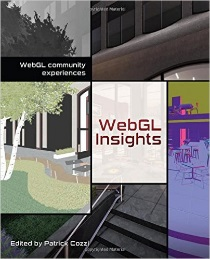 WebGL community
experiences
WebGL
Insights
Edited by Patrick Cozzi